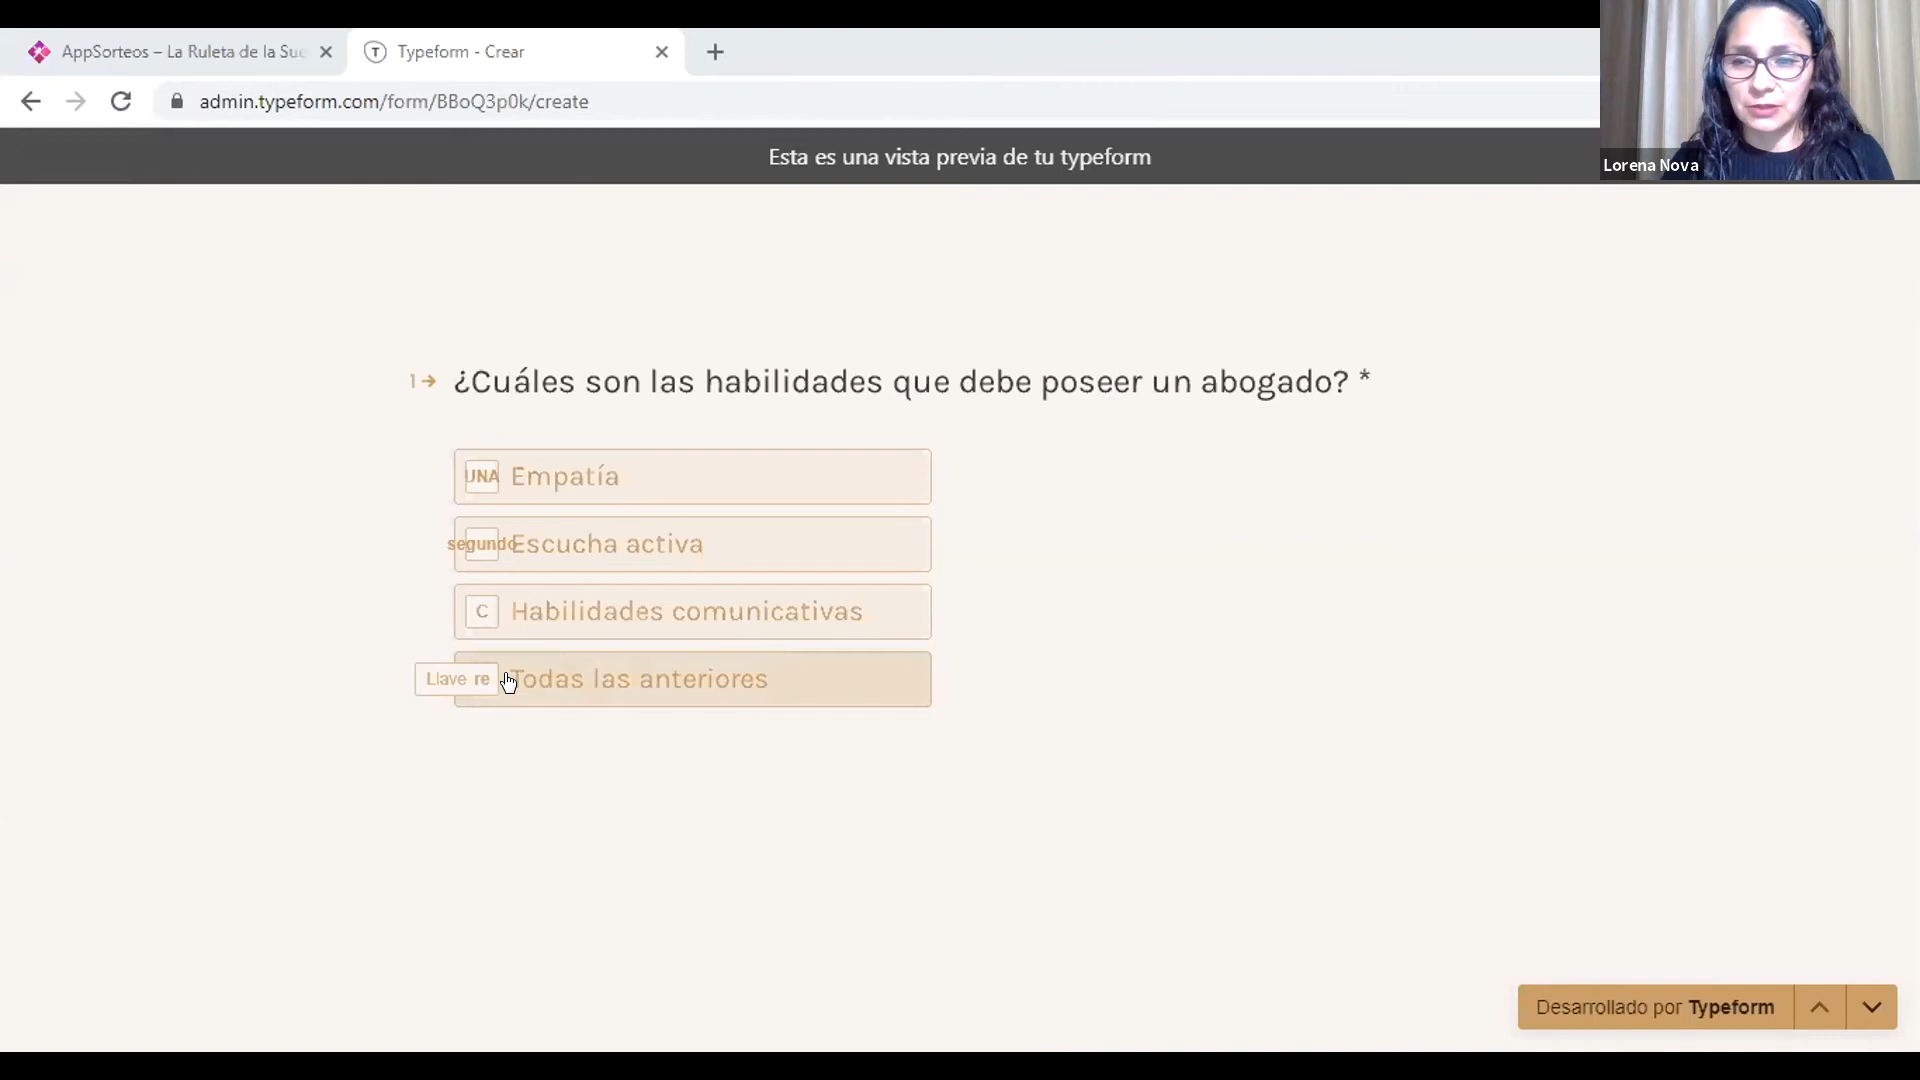 AppSorteos – La Ruleta de la Sue
Typeform - Crear
admin.typeform.com/form/BBoQ3p0k/create
Esta es una vista previa de tu typeform
Lorena Nova
1 → ¿Cuáles son las habilidades que debe poseer un abogado? *
UNA Empatía
segundo Escucha activa
C Habilidades comunicativas
Llave re Todas las anteriores
Desarrollado por Typeform